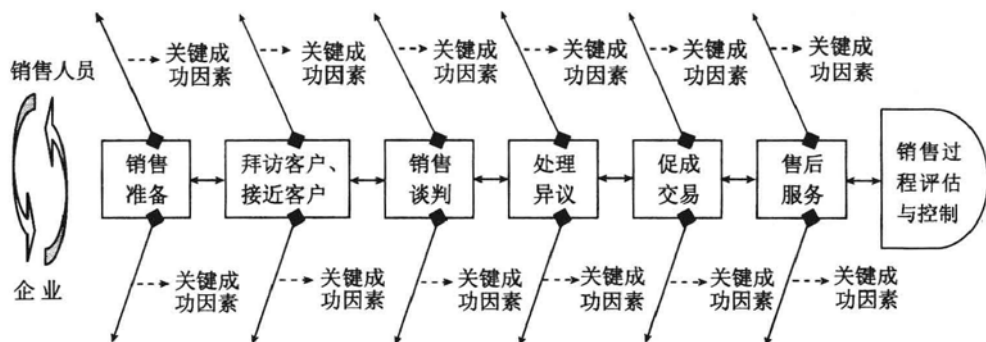 关键成
功因素
关键成
功因素
关键成
功因素
关键成
功因素
关键成
功因素
关键成
功因素
销售人员
销售
准备
拜访客户、
接近客户
销售
谈判
处理
异议
促成
交易
售后
服务
销售过
程评估
与控制
企业
关键成
功因素
关键成
功因素
关键成
功因素
关键成
功因素
关键成
功因素
关键成
功因素